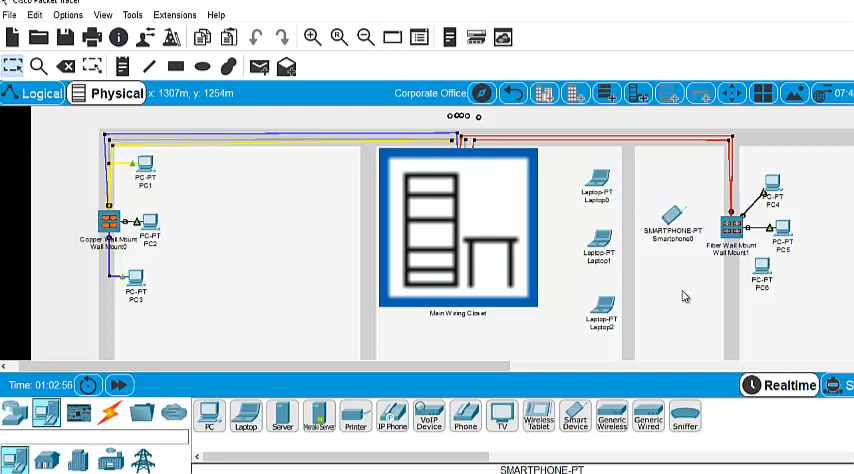 Cisco Packet Tracer
File Edit Options View Tools Extensions Help
Logical Physical x: 1307m, y: 1254m Corporate Office 07:4
PC-PT
PC1
Copper Wall Mount
Wall Mount0
PC-PT
PC2
PC-PT
PC3
Main Wiring Closet
Laptop-PT
Laptop0
Laptop-PT
Laptop1
Laptop-PT
Laptop2
SMARTPHONE-PT
Smartphone0
Fiber Wall Mount
Wall Mount1
PC-PT
PC4
PC-PT
PC5
PC-PT
PC6
Time: 01:02:56 Realtime S
PC Laptop Server Meraki Server Printer IP Phone VoIP Device Phone TV Wireless Tablet Smart Device Generic Wireless Generic Wired Sniffer
SMARTPHONE-PT